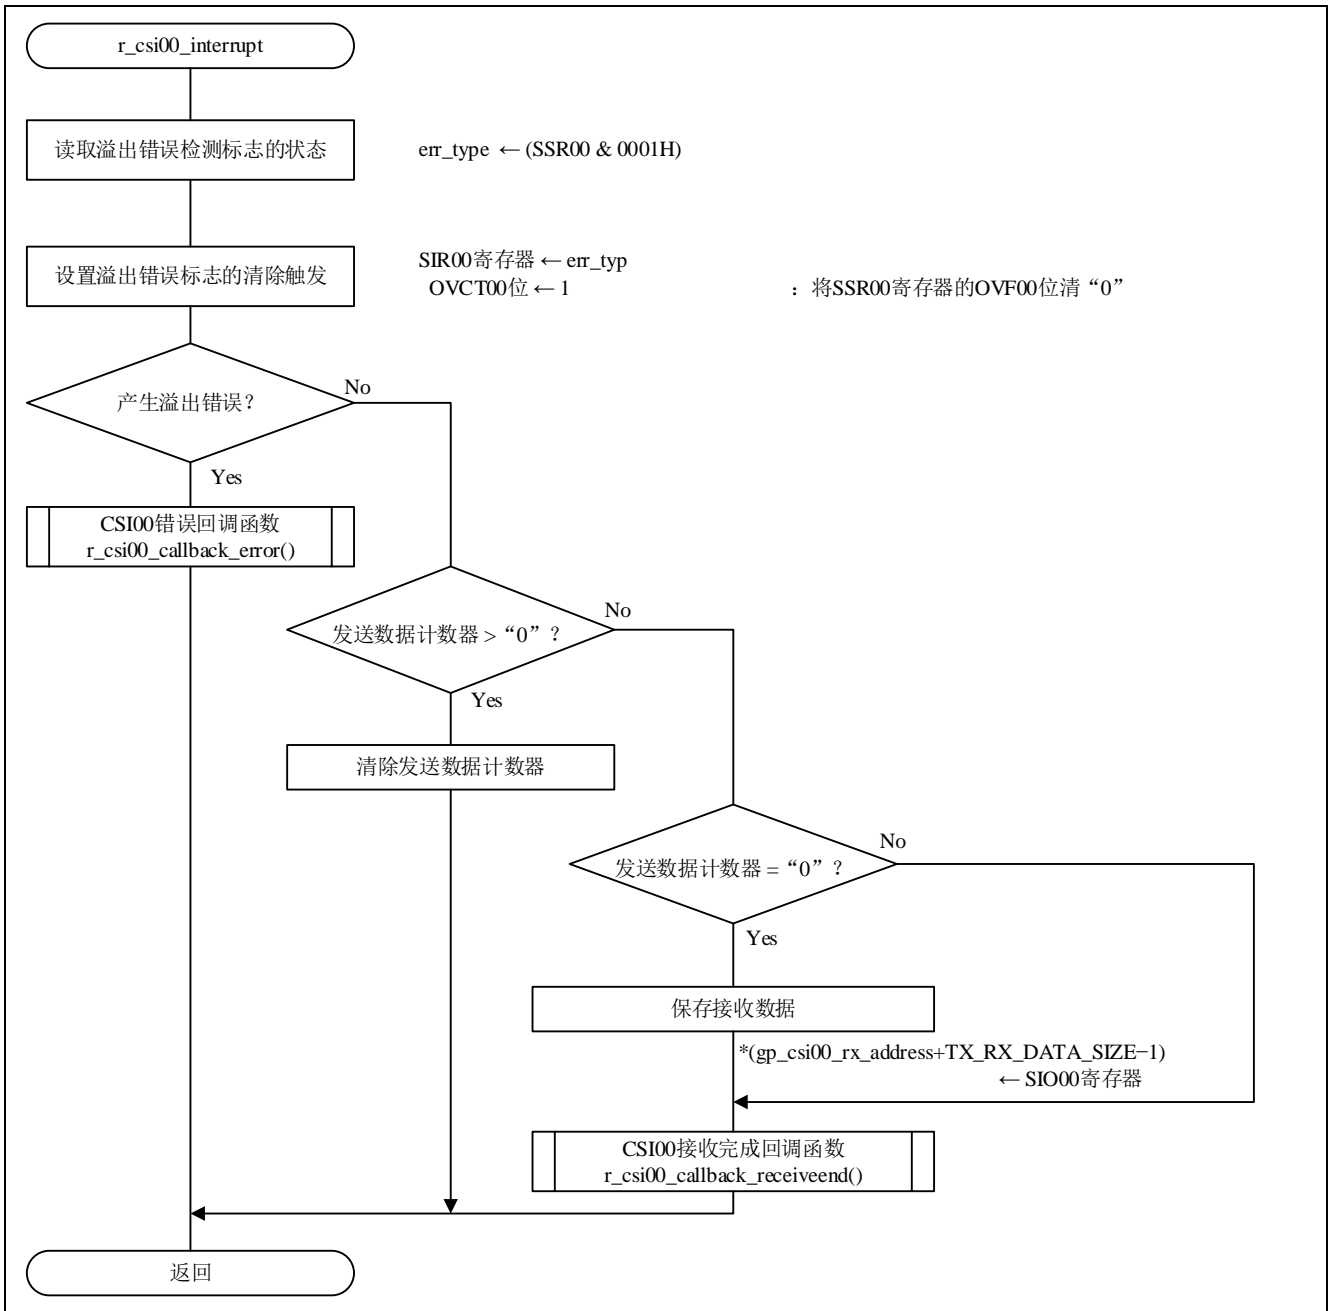 r_csi00_interrupt
读取溢出错误检测标志的状态
err_type ← (SSR00 & 0001H)
设置溢出错误标志的清除触发
SIR00寄存器 ← err_typ
OVCT00位 ← 1 ：将SSR00寄存器的OVF00位清“0”
产生溢出错误？
No
Yes
CSI00错误回调函数
r_csi00_callback_error()
发送数据计数器 > “0”？
No
Yes
清除发送数据计数器
发送数据计数器 = “0”？
No
Yes
保存接收数据
*(gp_csi00_rx_address+TX_RX_DATA_SIZE−1)
← SIO00寄存器
CSI00接收完成回调函数
r_csi00_callback_receiveend()
返回